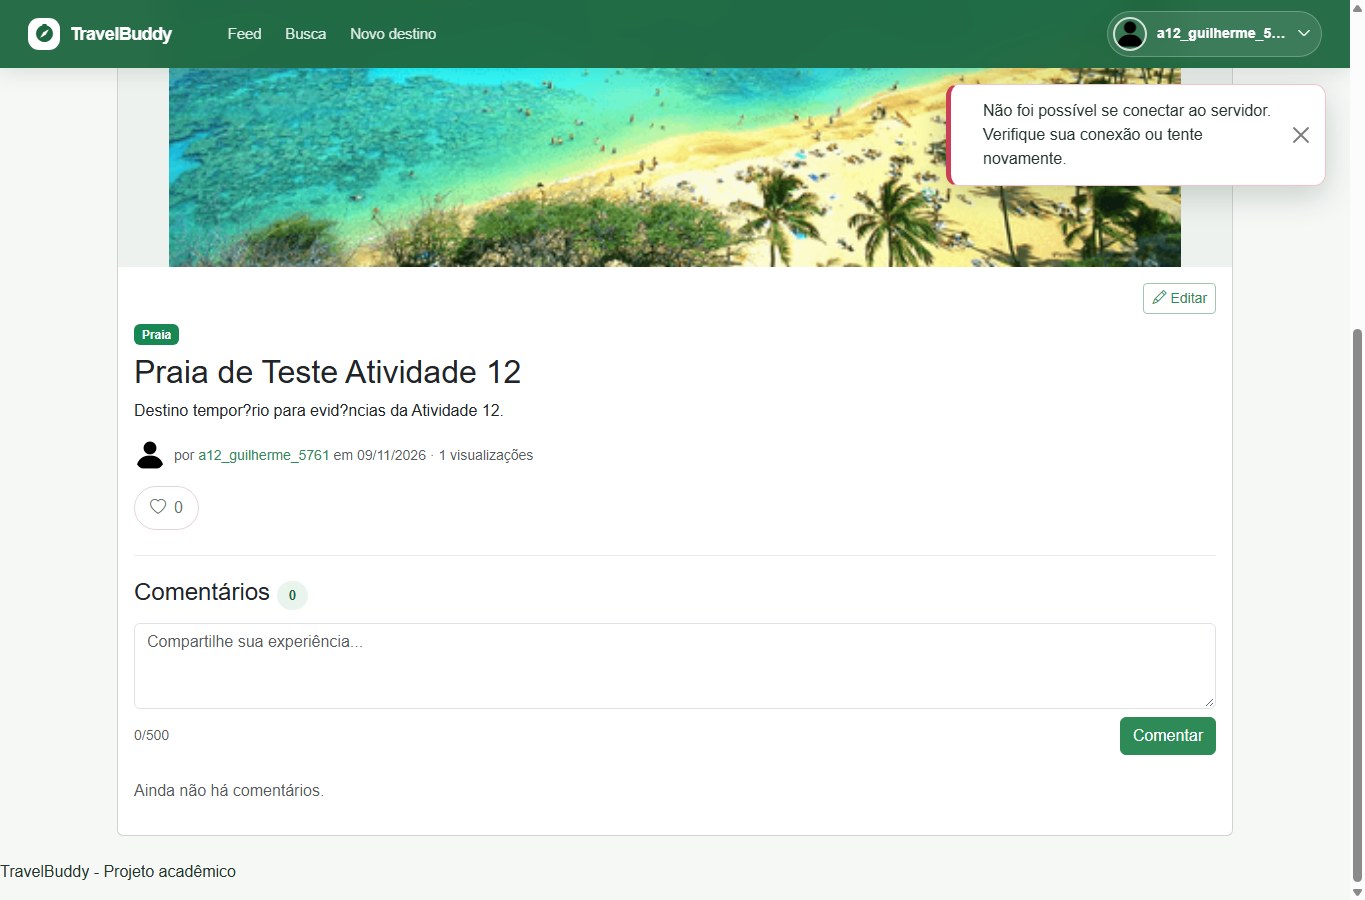 TravelBuddy
Feed
Busca
Novo destino
a12_guilherme_5...
Não foi possível se conectar ao servidor.
Verifique sua conexão ou tente
novamente.
Editar
Praia
Praia de Teste Atividade 12
Destino tempor?rio para evid?ncias da Atividade 12.
por a12_guilherme_5761 em 09/11/2026 · 1 visualizações
0
Comentários 0
Compartilhe sua experiência...
0/500
Comentar
Ainda não há comentários.
TravelBuddy - Projeto acadêmico